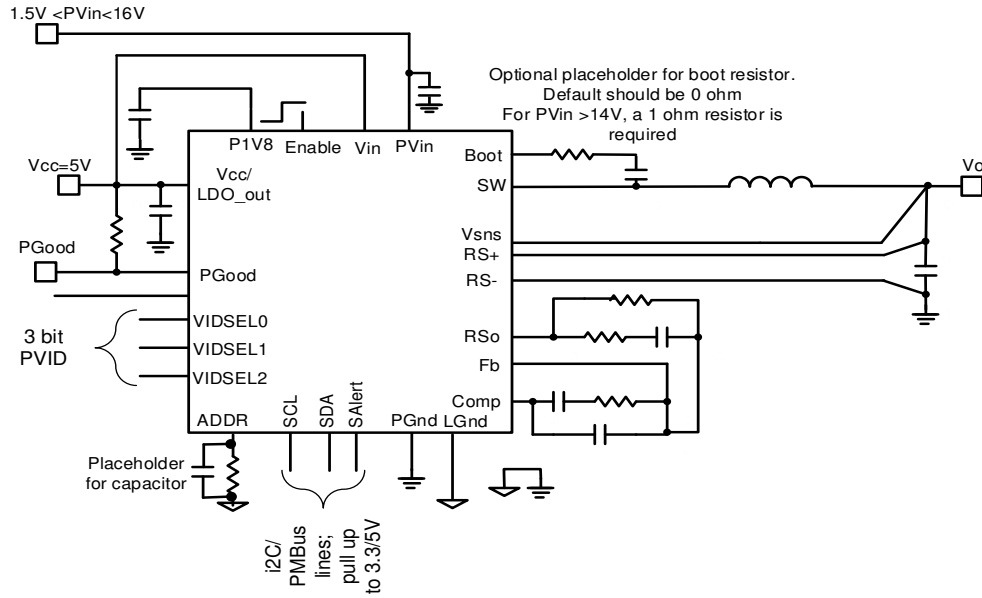 1.5V <PVin<16V
Optional placeholder for boot resistor.
Default should be 0 ohm
For PVin >14V, a 1 ohm resistor is
required
P1V8
Enable
Vin
PVin
Boot
Vcc=5V
Vcc/
LDO_out
SW
Vo
Vsns
PGood
RS+
PGood
RS-
VIDSEL0
3 bit
PVID
RSo
VIDSEL1
Fb
VIDSEL2
Comp
ADDR
SCL
SDA
SAlert
PGnd
LGnd
Placeholder
for capacitor
i2C/
PMBus
lines;
pull up
to 3.3/5V